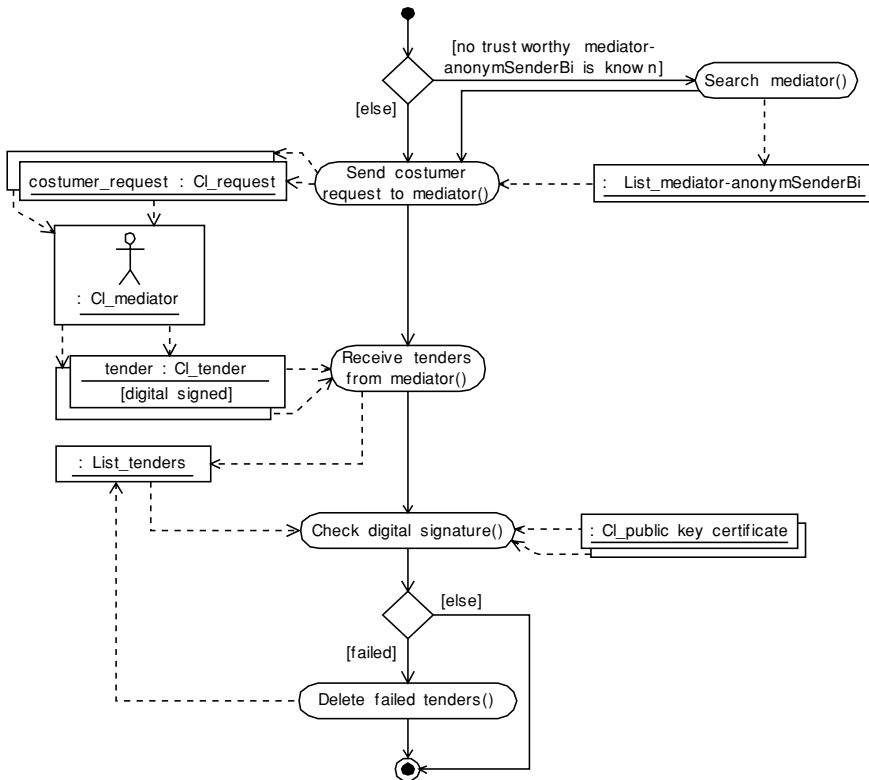 [no trust worthy mediator-
anonymSenderBi is known]
Search mediator()
[else]
costumer_request : Cl_request
Send costumer
request to mediator()
: List_mediator-anonymSenderBi
: Cl_mediator
tender : Cl_tender
[digital signed]
Receive tenders
from mediator()
: List_tenders
Check digital signature()
: Cl_public key certificate
[else]
[failed]
Delete failed tenders()